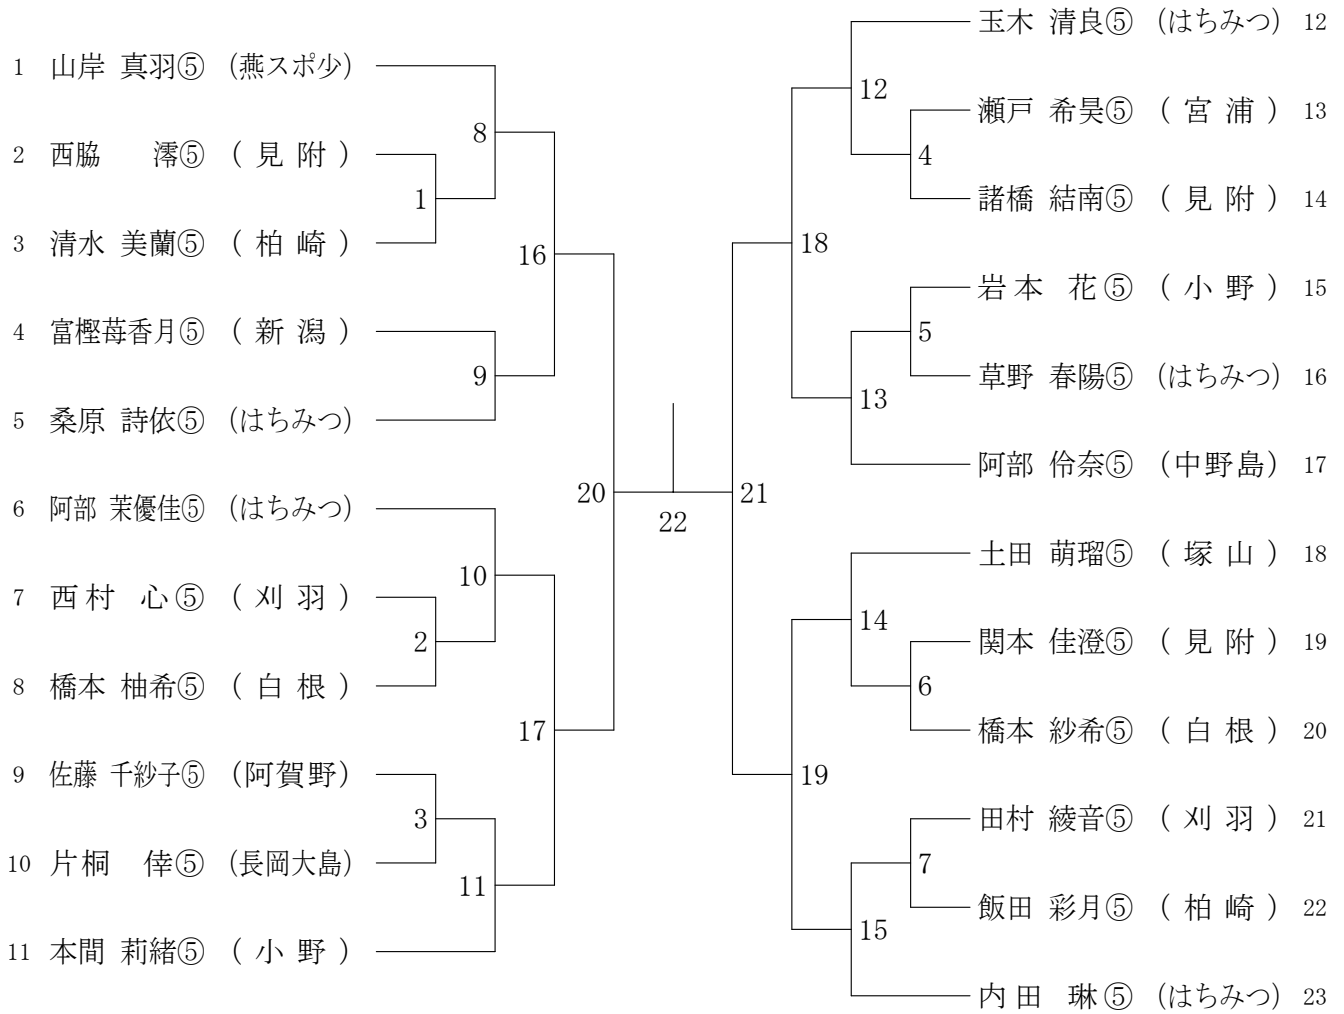 1 山岸 真羽⑤ (燕スポ少)
2 西脇 澪⑤ (見附)
3 清水 美蘭⑤ (柏崎)
4 富樫苺香月⑤ (新潟)
5 桑原 詩依⑤ (はちみつ)
6 阿部 茉優佳⑤ (はちみつ)
7 西村 心⑤ (刈羽)
8 橋本 柚希⑤ (白根)
9 佐藤 千紗子⑤ (阿賀野)
10 片桐 倖⑤ (長岡大島)
11 本間 莉緒⑤ (小野)
8
1
16
9
10
2
17
3
11
20
22
21
12
4
18
5
13
14
6
19
7
15
玉木 清良⑤ (はちみつ) 12
瀬戸 希昊⑤ (宮浦) 13
諸橋 結南⑤ (見附) 14
岩本 花⑤ (小野) 15
草野 春陽⑤ (はちみつ) 16
阿部 伶奈⑤ (中野島) 17
土田 萌瑠⑤ (塚山) 18
関本 佳澄⑤ (見附) 19
橋本 紗希⑤ (白根) 20
田村 綾音⑤ (刈羽) 21
飯田 彩月⑤ (柏崎) 22
内田 琳⑤ (はちみつ) 23